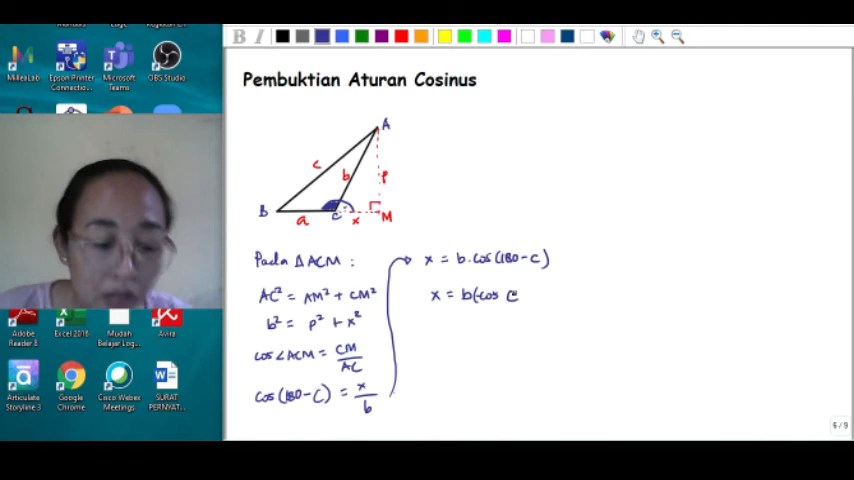 MilleaLab
Epson Printer
Connection...
Microsoft
Teams
OBS Studio
B I
Pembuktian Aturan Cosinus
A
c
b
P
B
a
C
x
M
Pada ΔACM :
AC² = AM² + CM²
b² = P² + x²
cos∠ACM = CM/AC
cos(180-C) = x/b
x = b.cos(180-C)
x = b(-cos C
Adobe
Reader 8
Excel 2016
Mudah
Belajar Log...
Avira
Articulate
Storyline 3
Google
Chrome
Cisco Webex
Meetings
SURAT
PERNYAT...
6 / 9